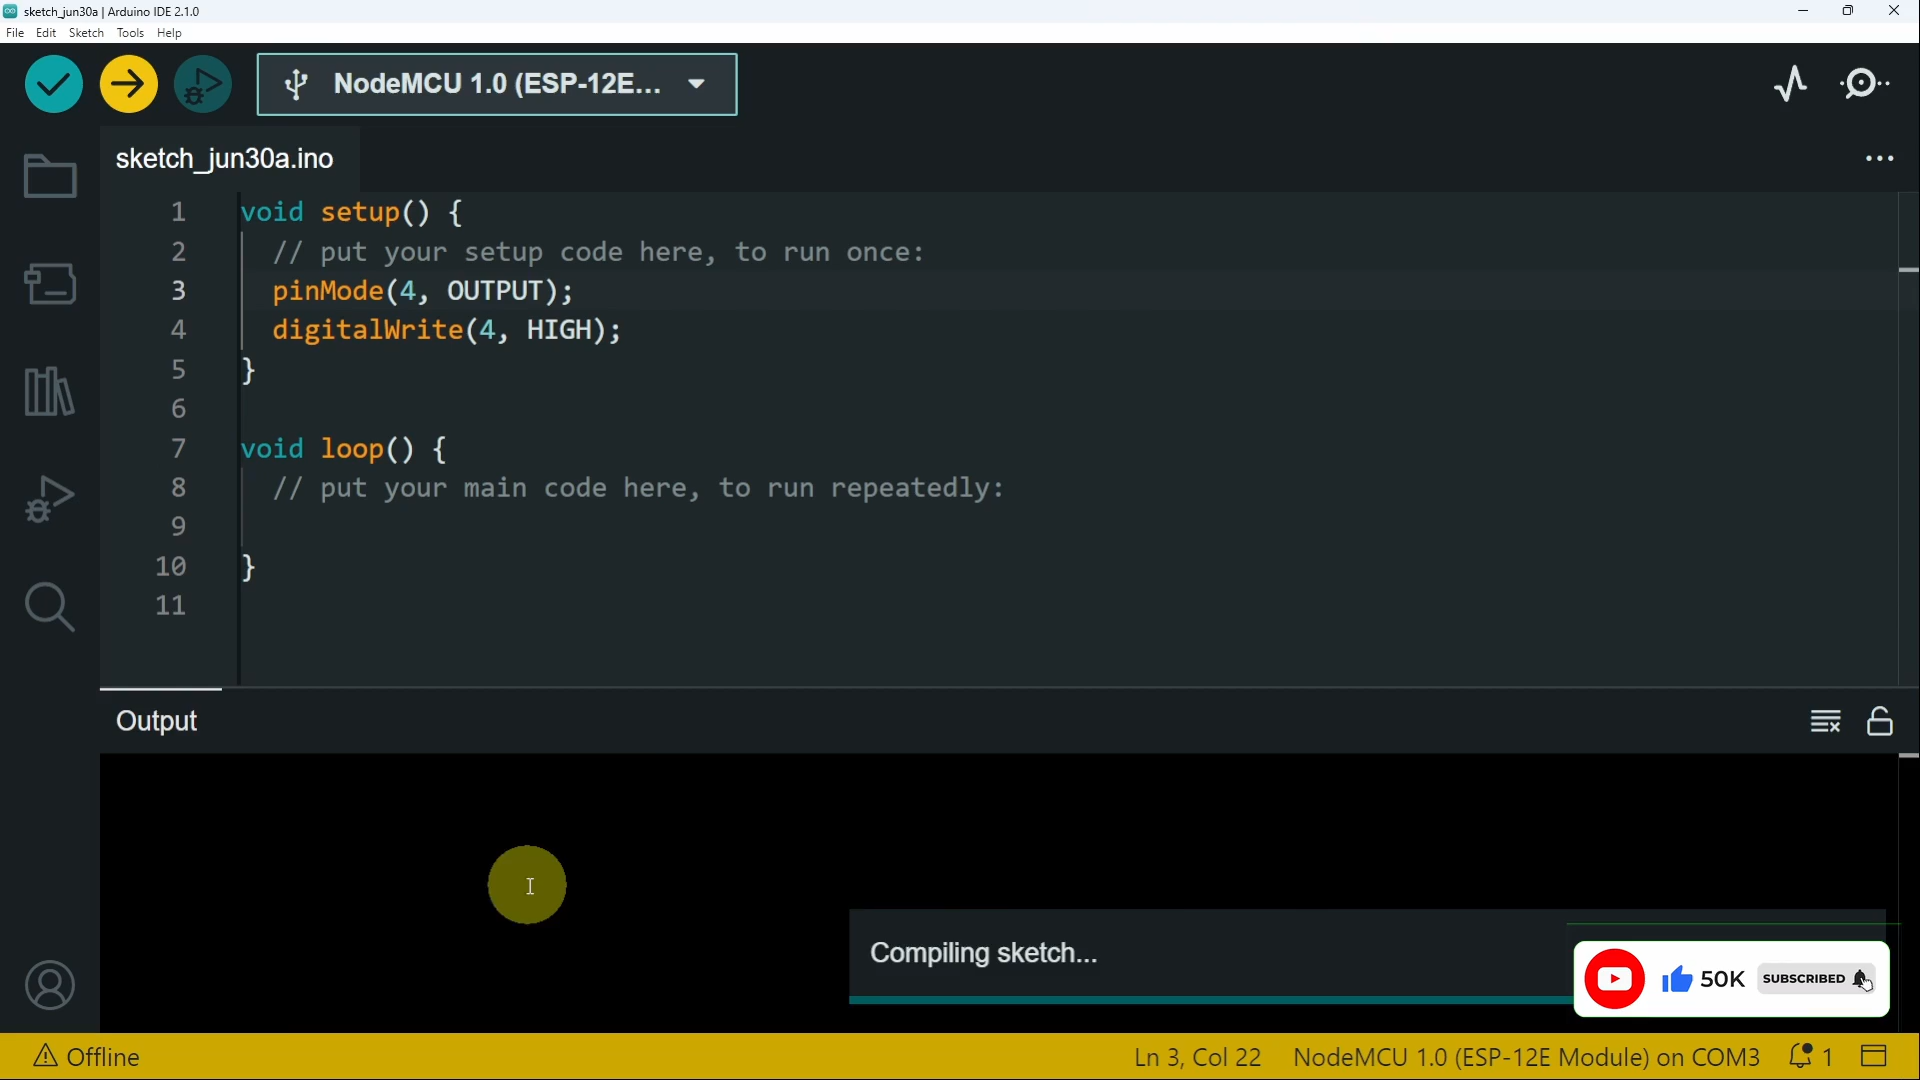 sketch_jun30a | Arduino IDE 2.1.0
File Edit Sketch Tools Help
NodeMCU 1.0 (ESP-12E...
sketch_jun30a.ino
1 void setup() {
2 // put your setup code here, to run once:
3 pinMode(4, OUTPUT);
4 digitalWrite(4, HIGH);
5 }
6
7 void loop() {
8 // put your main code here, to run repeatedly:
9
10 }
11
Output
Compiling sketch...
50K SUBSCRIBED
Offline Ln 3, Col 22 NodeMCU 1.0 (ESP-12E Module) on COM3 1